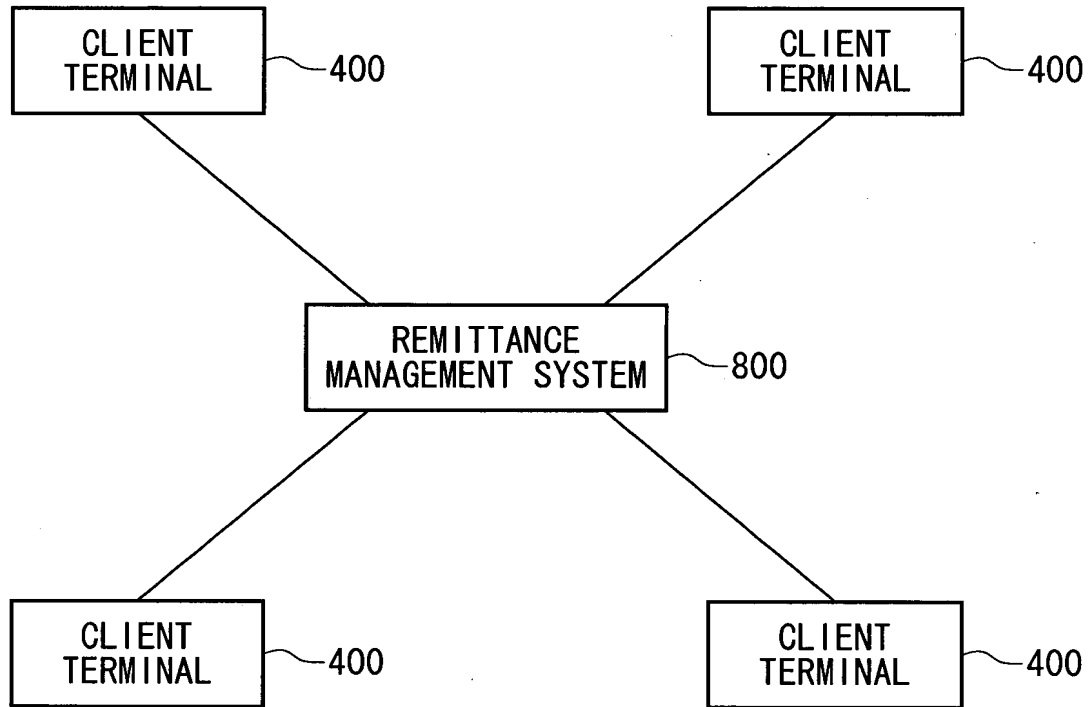 CLIENT
TERMINAL
400
CLIENT
TERMINAL
400
REMITTANCE
MANAGEMENT SYSTEM
800
CLIENT
TERMINAL
400
CLIENT
TERMINAL
400